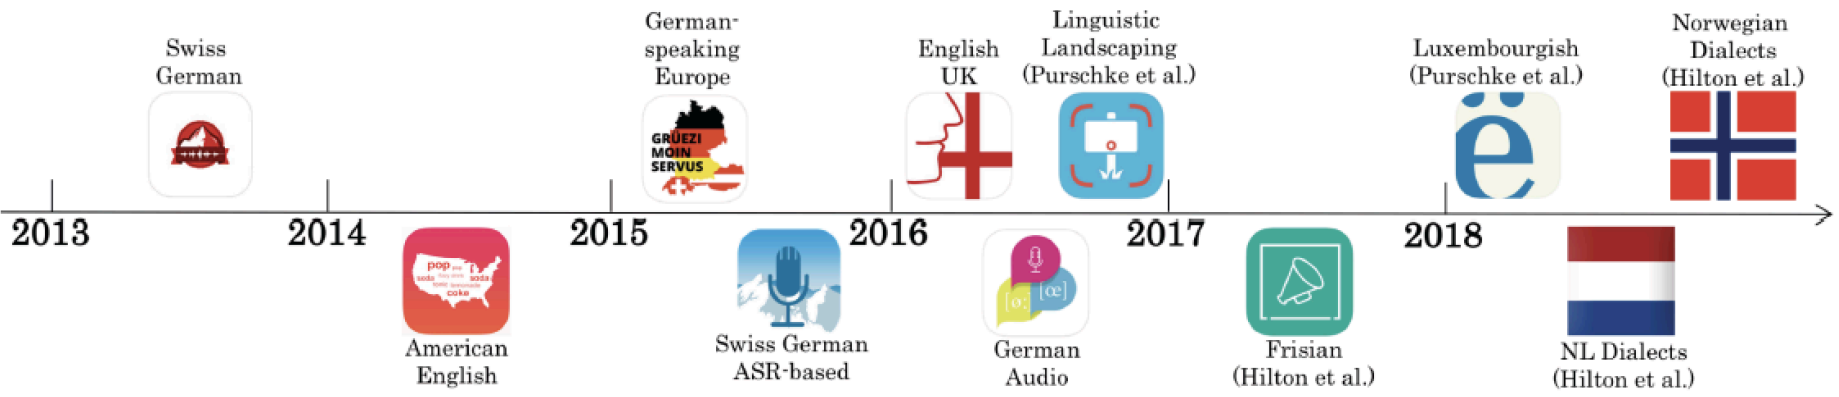 Swiss
German
German-
speaking
Europe
GRÜEZI
MOIN
SERVUS
English
UK
Linguistic
Landscaping
(Purschke et al.)
Luxembourgish
(Purschke et al.)
ë
Norwegian
Dialects
(Hilton et al.)
2013
2014
2015
2016
2017
2018
pop
soda
soda
coke
American
English
Swiss German
ASR-based
[ø:]
[œ]
German
Audio
Frisian
(Hilton et al.)
NL Dialects
(Hilton et al.)